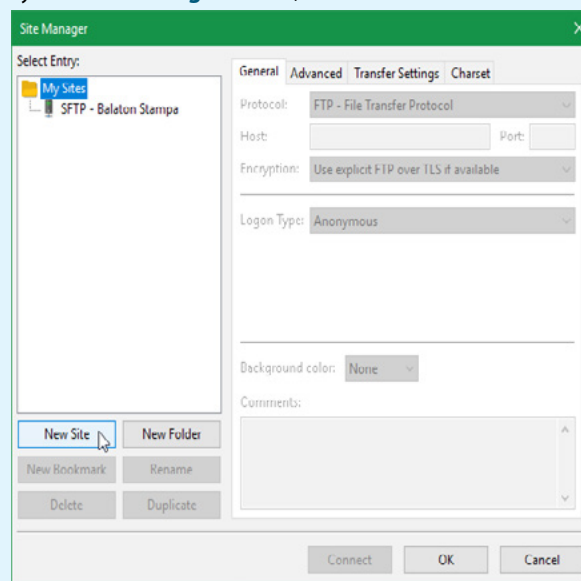 Site Manager
Select Entry:
My Sites
SFTP - Balaton Stampa
General Advanced Transfer Settings Charset
Protocol: FTP - File Transfer Protocol
Host: Port:
Encryption: Use explicit FTP over TLS if available
Logon Type: Anonymous
Background color: None
Comments:
New Site New Folder
New Bookmark Rename
Delete Duplicate
Connect OK Cancel